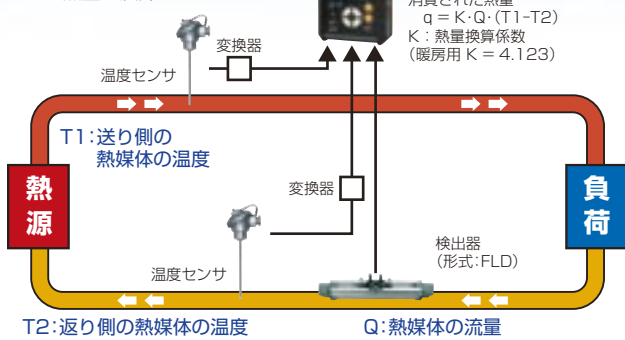 消費された熱量
q=K・Q・(T1-T2)
K:熱量換算係数
(暖房用 K=4.123)
変換器
温度センサ
T1:送り側の
熱媒体の温度
熱源
負荷
変換器
検出器
(形式:FLD)
温度センサ
T2:返り側の熱媒体の温度
Q:熱媒体の流量